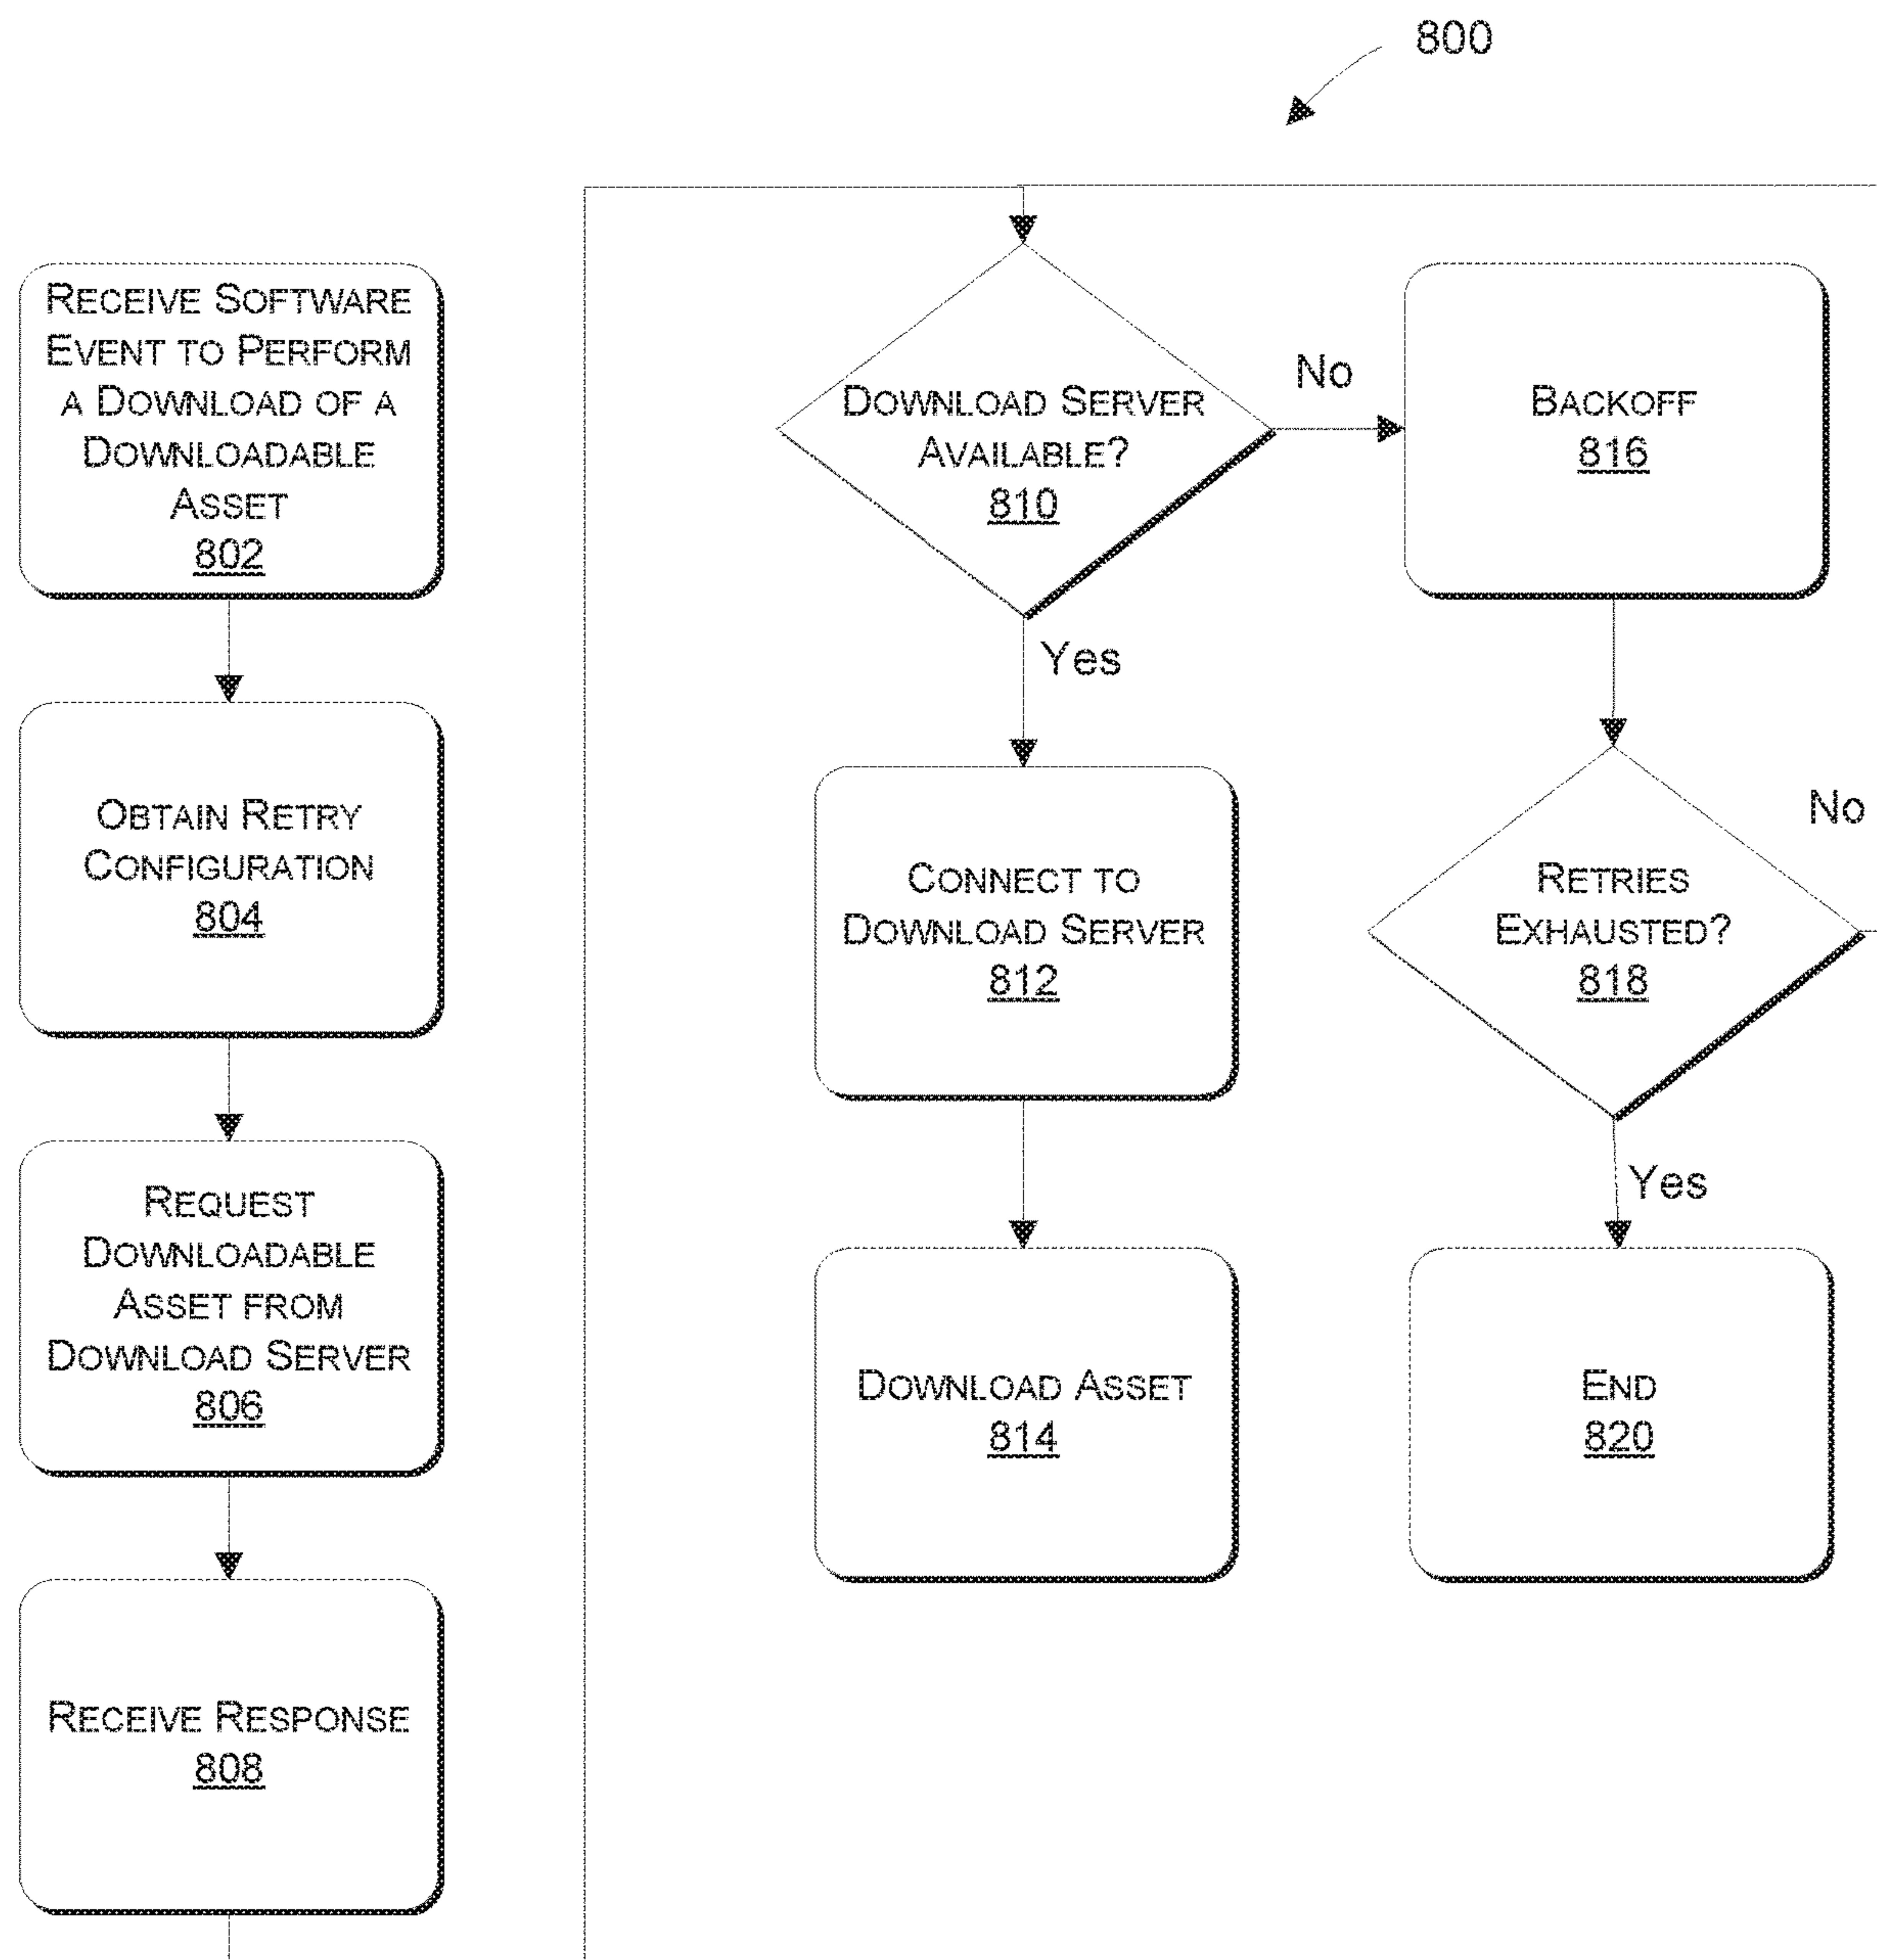 800
RECEIVE SOFTWARE
EVENT TO PERFORM
A DOWNLOAD OF A
DOWNLOADABLE
ASSET
802
OBTAIN RETRY
CONFIGURATION
804
REQUEST
DOWNLOADABLE
ASSET FROM
DOWNLOAD SERVER
806
RECEIVE RESPONSE
808
DOWNLOAD SERVER
AVAILABLE?
810
No
Yes
CONNECT TO
DOWNLOAD SERVER
812
DOWNLOAD ASSET
814
BACKOFF
816
RETRIES
EXHAUSTED?
818
No
Yes
END
820